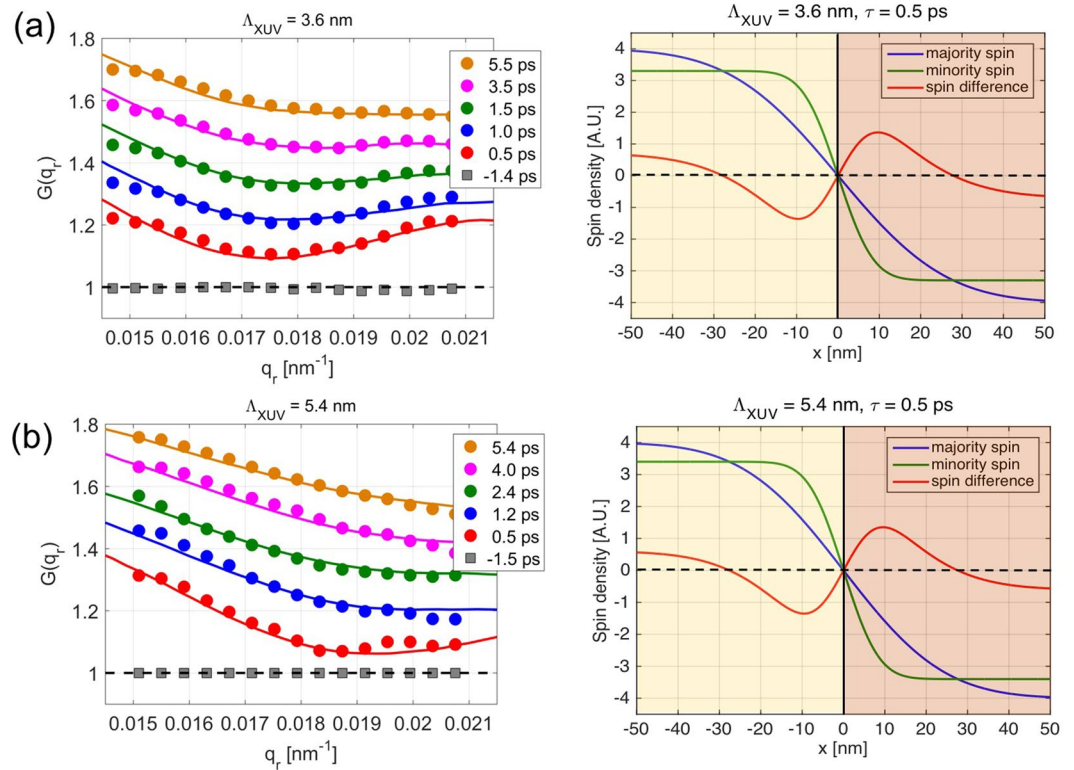 (a)
Λ_XUV = 3.6 nm
G(q_r)
1.8
1.6
1.4
1.2
1
5.5 ps
3.5 ps
1.5 ps
1.0 ps
0.5 ps
-1.4 ps
0.015 0.016 0.017 0.018 0.019 0.02 0.021
q_r [nm⁻¹]
Λ_XUV = 3.6 nm, τ = 0.5 ps
Spin density [A.U.]
4
3
2
1
0
-1
-2
-3
-4
majority spin
minority spin
spin difference
-50 -40 -30 -20 -10 0 10 20 30 40 50
x [nm]
(b)
Λ_XUV = 5.4 nm
G(q_r)
1.8
1.6
1.4
1.2
1
5.4 ps
4.0 ps
2.4 ps
1.2 ps
0.5 ps
-1.5 ps
0.015 0.016 0.017 0.018 0.019 0.02 0.021
q_r [nm⁻¹]
Λ_XUV = 5.4 nm, τ = 0.5 ps
Spin density [A.U.]
4
3
2
1
0
-1
-2
-3
-4
majority spin
minority spin
spin difference
-50 -40 -30 -20 -10 0 10 20 30 40 50
x [nm]